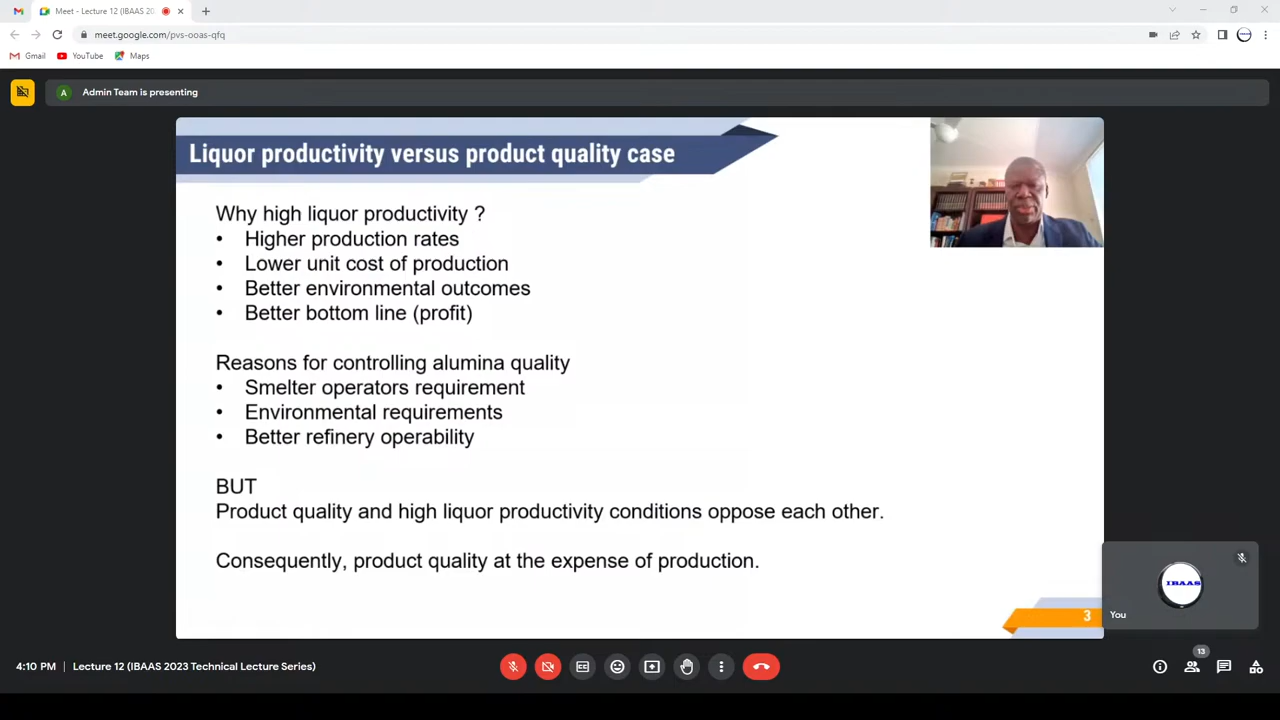 Meet - Lecture 12 (IBAAS 20
meet.google.com/pvs-ooas-qfq
Gmail
YouTube
Maps
A
Admin Team is presenting
Liquor productivity versus product quality case
Why high liquor productivity ?
• Higher production rates
• Lower unit cost of production
• Better environmental outcomes
• Better bottom line (profit)
Reasons for controlling alumina quality
• Smelter operators requirement
• Environmental requirements
• Better refinery operability
BUT
Product quality and high liquor productivity conditions oppose each other.
Consequently, product quality at the expense of production.
IBAAS
You
3
4:10 PM | Lecture 12 (IBAAS 2023 Technical Lecture Series)
13